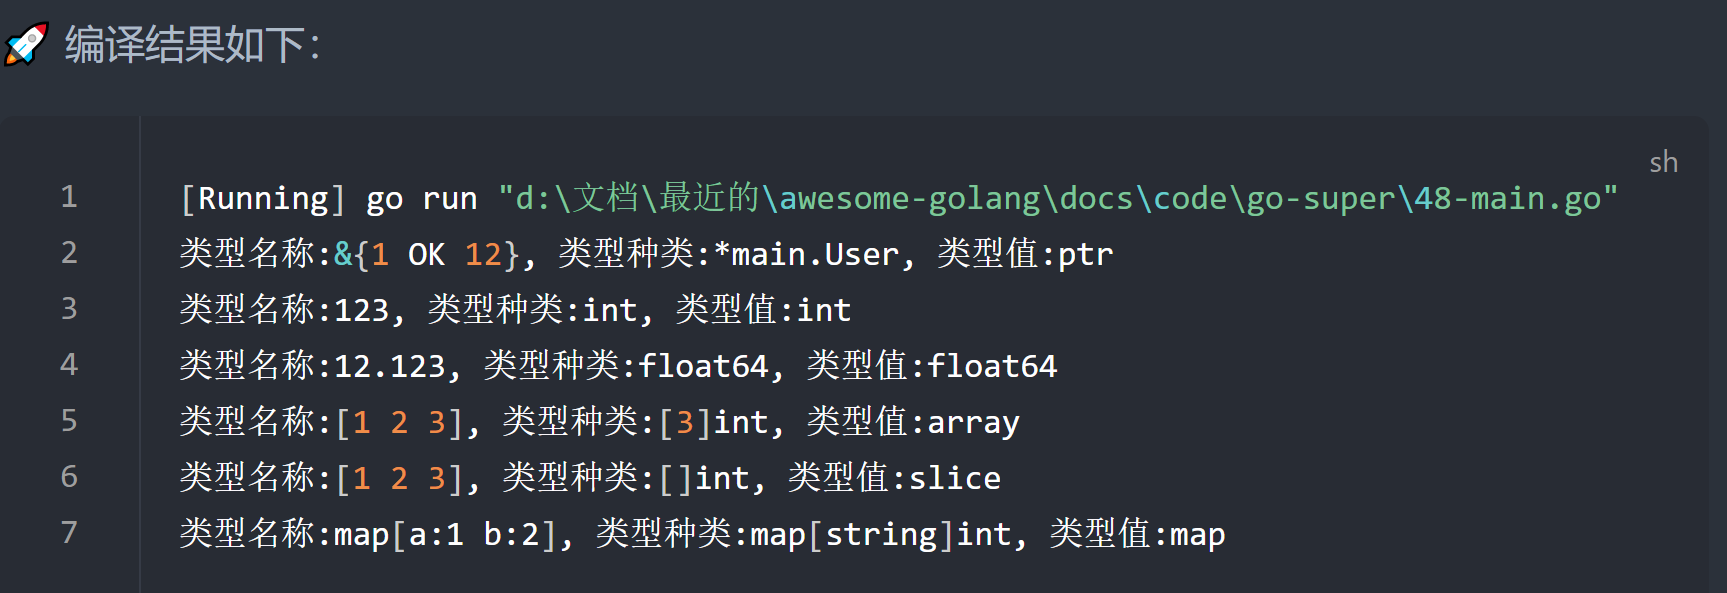 🚀 编译结果如下：
sh
1 [Running] go run "d:\文档\最近的\awesome-golang\docs\code\go-super\48-main.go"
2 类型名称:&{1 OK 12}, 类型种类:*main.User, 类型值:ptr
3 类型名称:123, 类型种类:int, 类型值:int
4 类型名称:12.123, 类型种类:float64, 类型值:float64
5 类型名称:[1 2 3], 类型种类:[3]int, 类型值:array
6 类型名称:[1 2 3], 类型种类:[]int, 类型值:slice
7 类型名称:map[a:1 b:2], 类型种类:map[string]int, 类型值:map